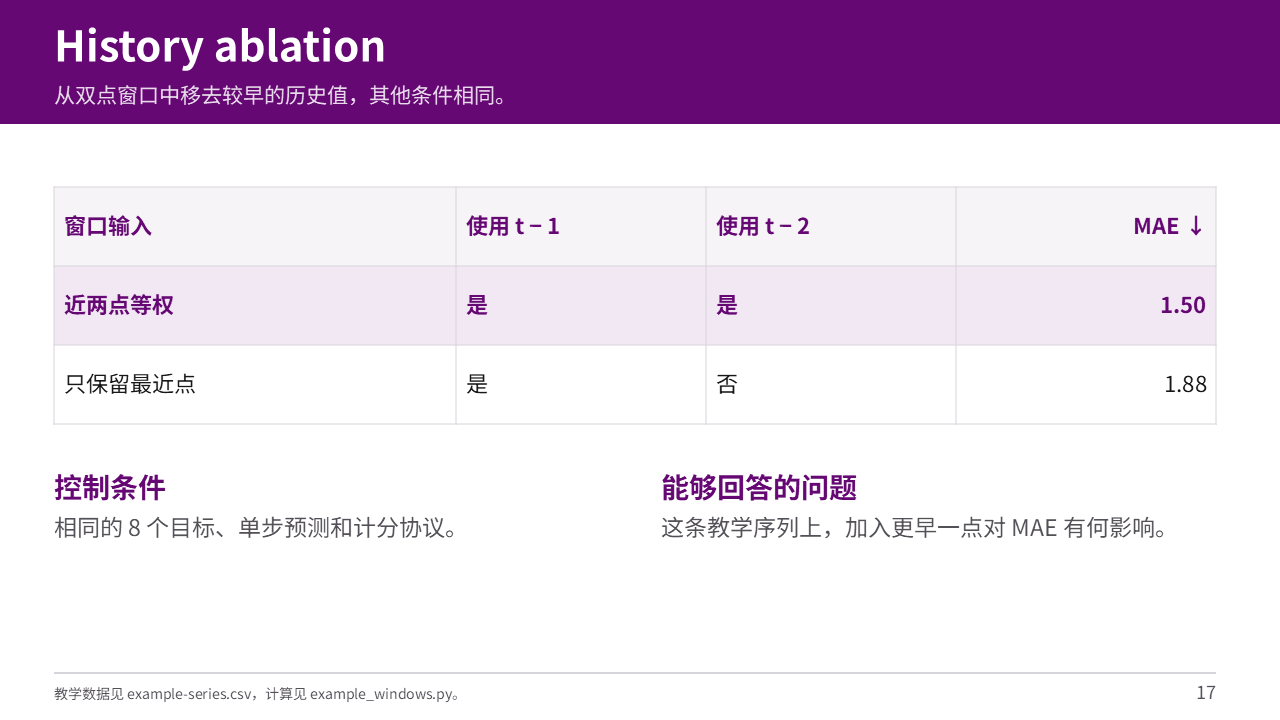 History ablation
从双点窗口中移去较早的历史值，其他条件相同。
窗口输入 使用 t − 1 使用 t − 2 MAE ↓
近两点等权 是 是 1.50
只保留最近点 是 否 1.88
控制条件
相同的 8 个目标、单步预测和计分协议。
能够回答的问题
这条教学序列上，加入更早一点对 MAE 有何影响。
教学数据见 example-series.csv，计算见 example_windows.py。
17